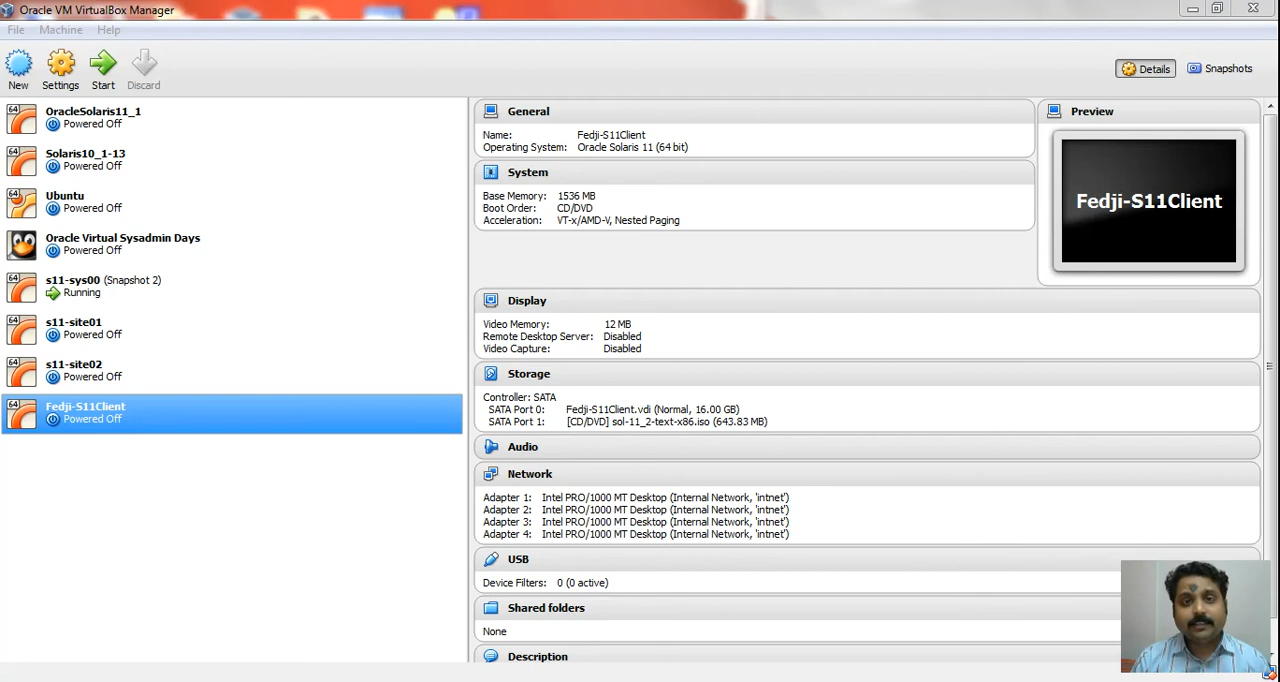 Oracle VM VirtualBox Manager
File Machine Help
New Settings Start Discard
Details Snapshots
64 OracleSolaris11_1
Powered Off
64 Solaris10_1-13
Powered Off
64 Ubuntu
Powered Off
Oracle Virtual Sysadmin Days
Powered Off
64 s11-sys00 (Snapshot 2)
Running
64 s11-site01
Powered Off
64 s11-site02
Powered Off
64 Fedji-S11Client
Powered Off
General
Name: Fedji-S11Client
Operating System: Oracle Solaris 11 (64 bit)
System
Base Memory: 1536 MB
Boot Order: CD/DVD
Acceleration: VT-x/AMD-V, Nested Paging
Preview
Fedji-S11Client
Display
Video Memory: 12 MB
Remote Desktop Server: Disabled
Video Capture: Disabled
Storage
Controller: SATA
SATA Port 0: Fedji-S11Client.vdi (Normal, 16.00 GB)
SATA Port 1: [CD/DVD] sol-11_2-text-x86.iso (643.83 MB)
Audio
Network
Adapter 1: Intel PRO/1000 MT Desktop (Internal Network, 'intnet')
Adapter 2: Intel PRO/1000 MT Desktop (Internal Network, 'intnet')
Adapter 3: Intel PRO/1000 MT Desktop (Internal Network, 'intnet')
Adapter 4: Intel PRO/1000 MT Desktop (Internal Network, 'intnet')
USB
Device Filters: 0 (0 active)
Shared folders
None
Description